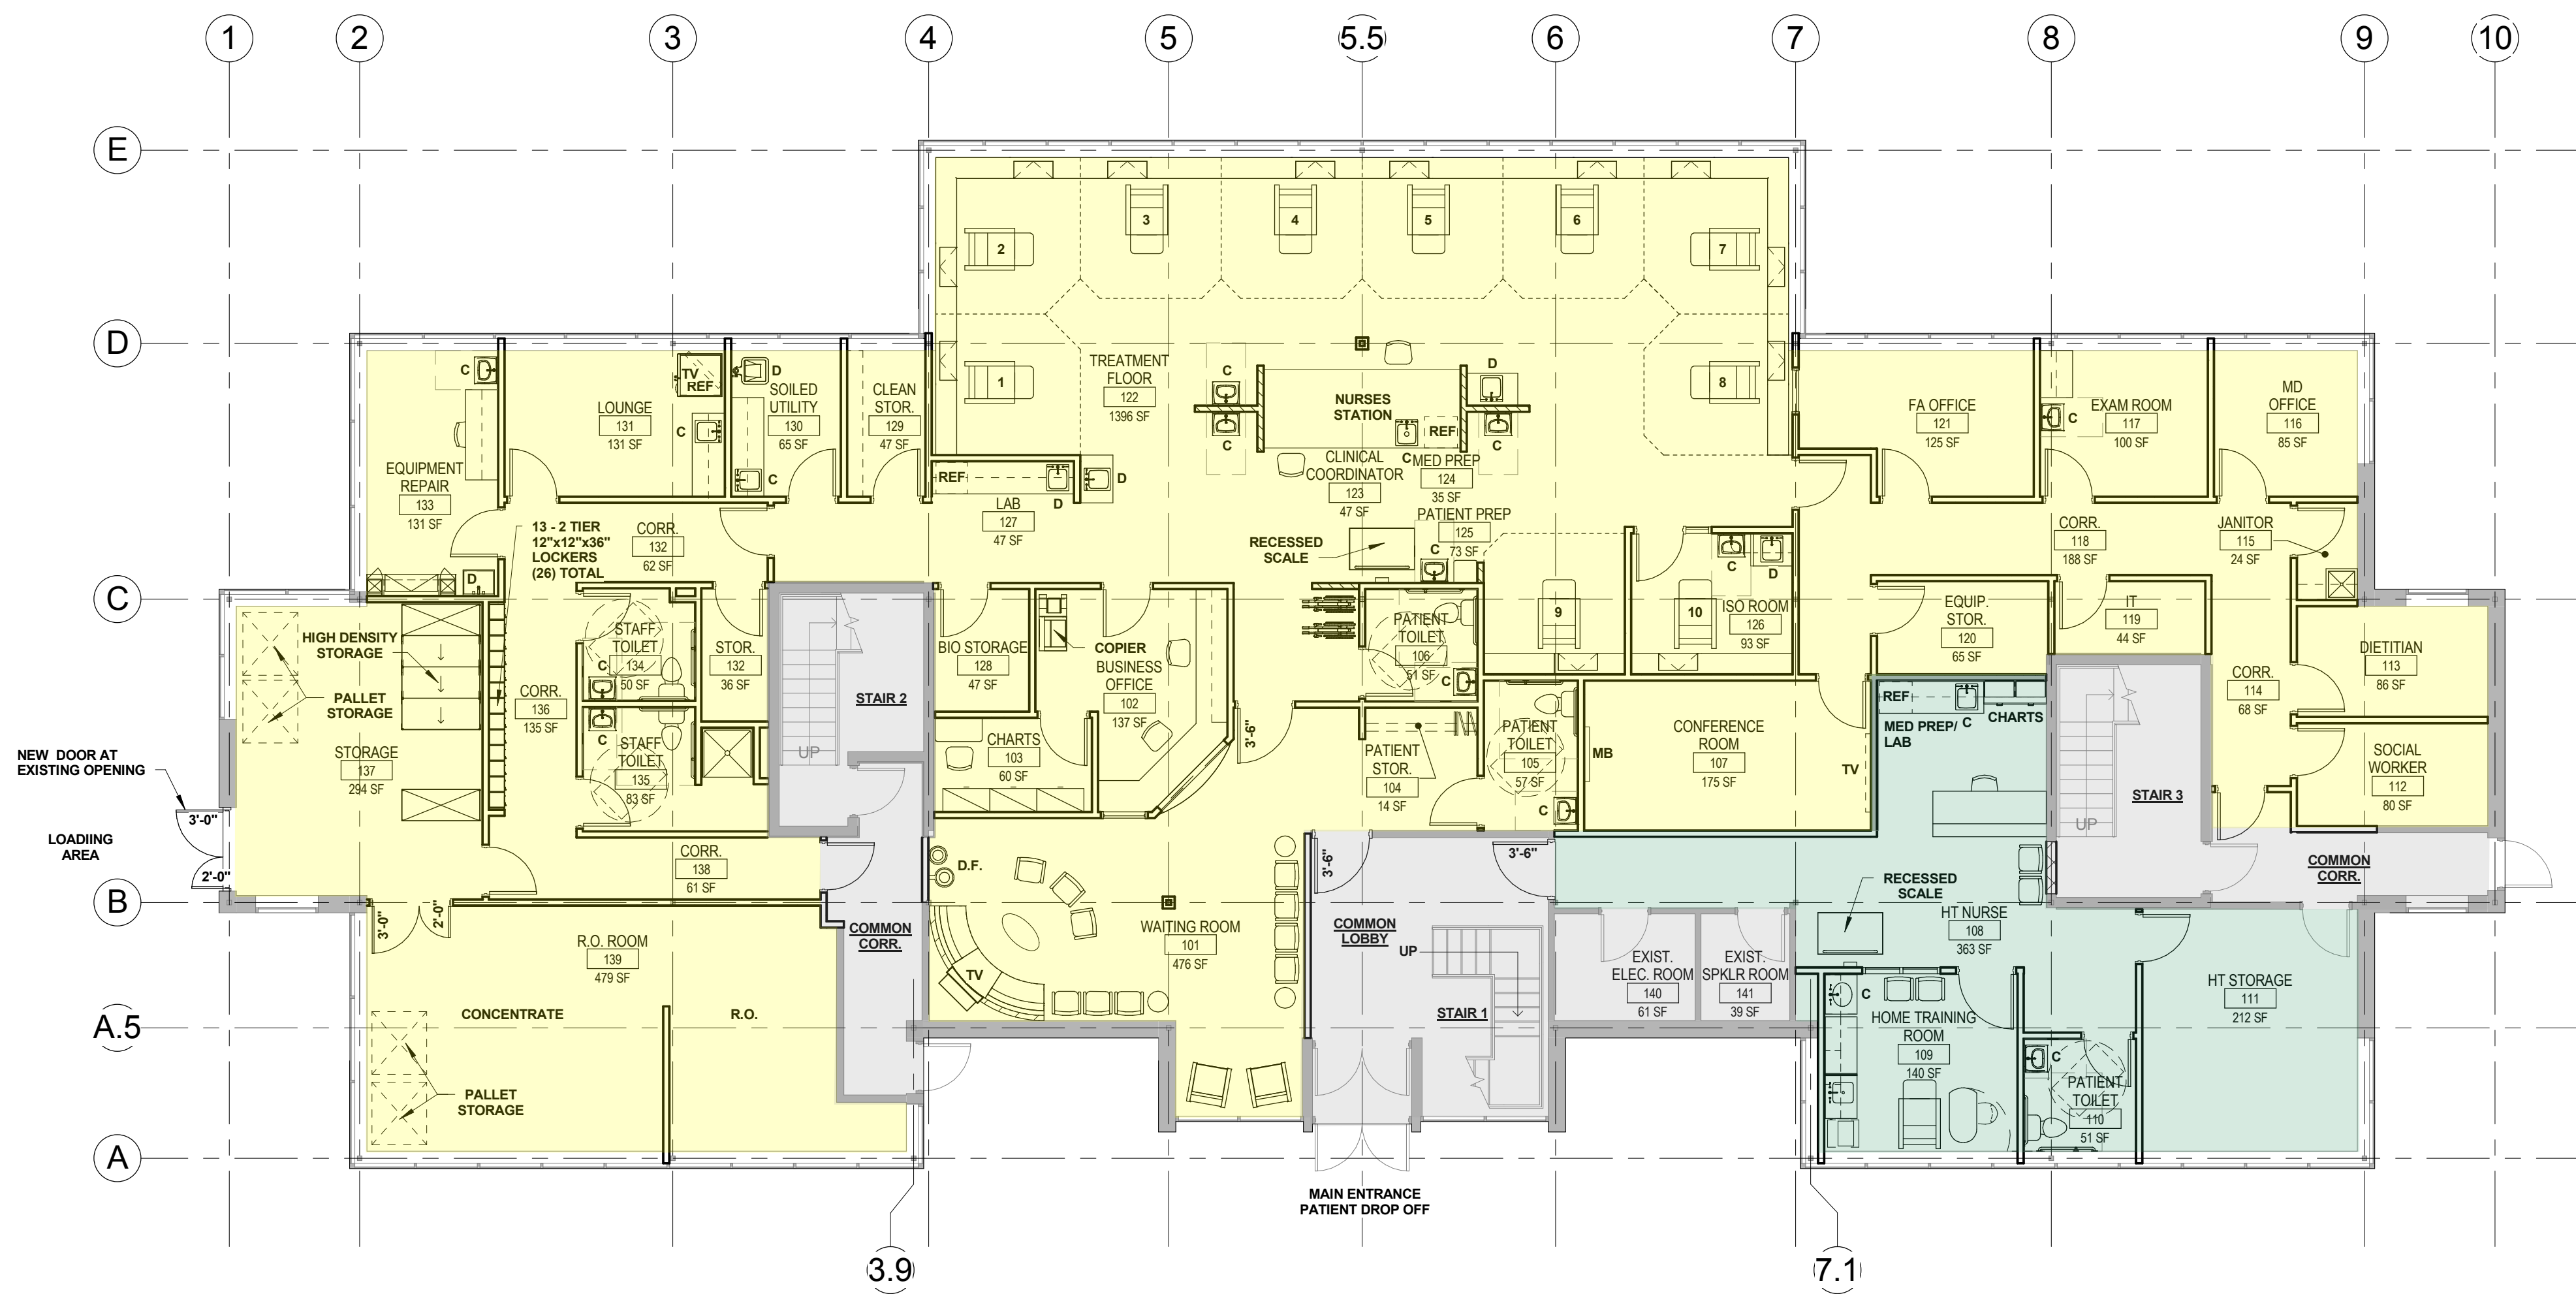 1
2
3
4
5
5.5
6
7
8
9
10
E
D
C
B
A.5
A
3.9
7.1
2
3
4
5
6
7
1
8
TREATMENT
FLOOR
122
1396 SF
C
C
NURSES
STATION
REF
D
C
C
CLINICAL
COORDINATOR
123
47 SF
MED PREP
124
35 SF
PATIENT PREP
125
73 SF
C
RECESSED
SCALE
C
EQUIPMENT
REPAIR
133
131 SF
D
LOUNGE
131
131 SF
TV
REF
C
D
SOILED
UTILITY
130
65 SF
C
CLEAN
STOR.
129
47 SF
REF
LAB
127
47 SF
D
D
FA OFFICE
121
125 SF
EXAM ROOM
117
100 SF
C
MD
OFFICE
116
85 SF
13 - 2 TIER
12"x12"x36"
LOCKERS
(26) TOTAL
CORR.
132
62 SF
CORR.
118
188 SF
JANITOR
115
24 SF
HIGH DENSITY
STORAGE
PALLET
STORAGE
STORAGE
137
294 SF
CORR.
136
135 SF
STAFF
TOILET
134
50 SF
C
STAFF
TOILET
135
83 SF
C
STOR.
132
36 SF
STAIR 2
UP
BIO STORAGE
128
47 SF
COPIER
BUSINESS
OFFICE
102
137 SF
CHARTS
103
60 SF
3'-6"
PATIENT
TOILET
106
51 SF
C
9
10
ISO ROOM
126
93 SF
C
D
EQUIP.
STOR.
120
65 SF
IT
119
44 SF
DIETITIAN
113
86 SF
CORR.
114
68 SF
SOCIAL
WORKER
112
80 SF
PATIENT
STOR.
104
14 SF
PATIENT
TOILET
105
57 SF
C
MB
CONFERENCE
ROOM
107
175 SF
TV
REF
C
CHARTS
MED PREP/
LAB
STAIR 3
UP
NEW  DOOR AT
EXISTING OPENING
3'-0"
2'-0"
LOADIING
AREA
CORR.
138
61 SF
3'-0"
2'-0"
R.O. ROOM
139
479 SF
CONCENTRATE
R.O.
PALLET
STORAGE
COMMON
CORR.
D.F.
WAITING ROOM
101
476 SF
TV
3'-6"
3'-6"
COMMON
LOBBY
UP
STAIR 1
EXIST.
ELEC. ROOM
140
61 SF
EXIST.
SPKLR ROOM
141
39 SF
RECESSED
SCALE
HT NURSE
108
363 SF
COMMON
CORR.
C
HOME TRAINING
ROOM
109
140 SF
C
PATIENT
TOILET
110
51 SF
HT STORAGE
111
212 SF
MAIN ENTRANCE
PATIENT DROP OFF